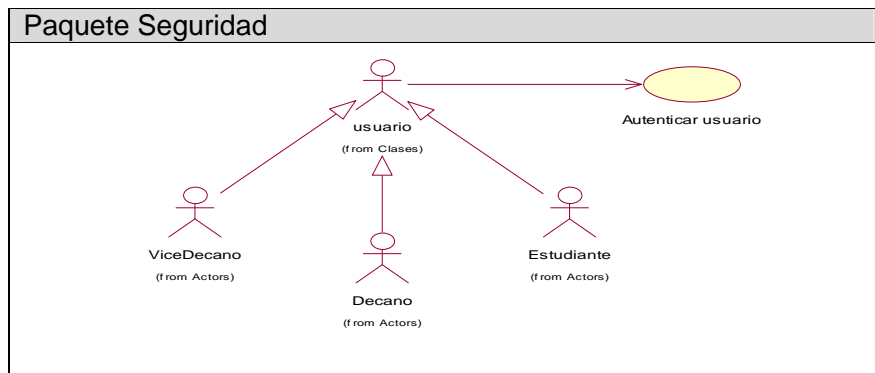 Paquete Seguridad
usuario
(from Clases)
Autenticar usuario
ViceDecano
(from Actors)
Decano
(from Actors)
Estudiante
(from Actors)